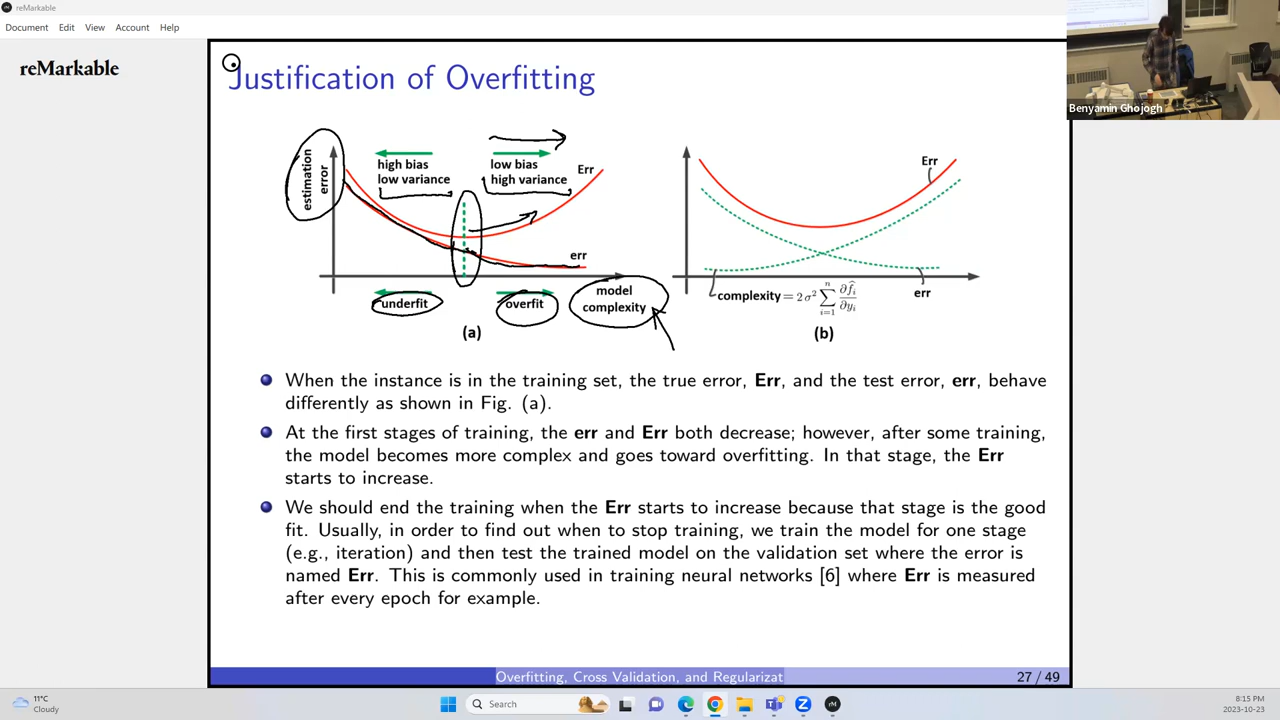 reMarkable
Document Edit View Account Help
reMarkable
Justification of Overfitting
estimation
error
high bias
low variance
low bias
high variance
Err
err
underfit
overfit
model
complexity
(a)
Err
complexity = 2σ² ∑ⁿᵢ₌₁ ∂f̂ᵢ/∂yᵢ
err
(b)
When the instance is in the training set, the true error, Err, and the test error, err, behave
differently as shown in Fig. (a).
At the first stages of training, the err and Err both decrease; however, after some training,
the model becomes more complex and goes toward overfitting. In that stage, the Err
starts to increase.
We should end the training when the Err starts to increase because that stage is the good
fit. Usually, in order to find out when to stop training, we train the model for one stage
(e.g., iteration) and then test the trained model on the validation set where the error is
named Err. This is commonly used in training neural networks [6] where Err is measured
after every epoch for example.
Overfitting, Cross Validation, and Regularizat
27 / 49
Benyamin Ghojogh
11°C
Cloudy
Search
8:15 PM
2023-10-23